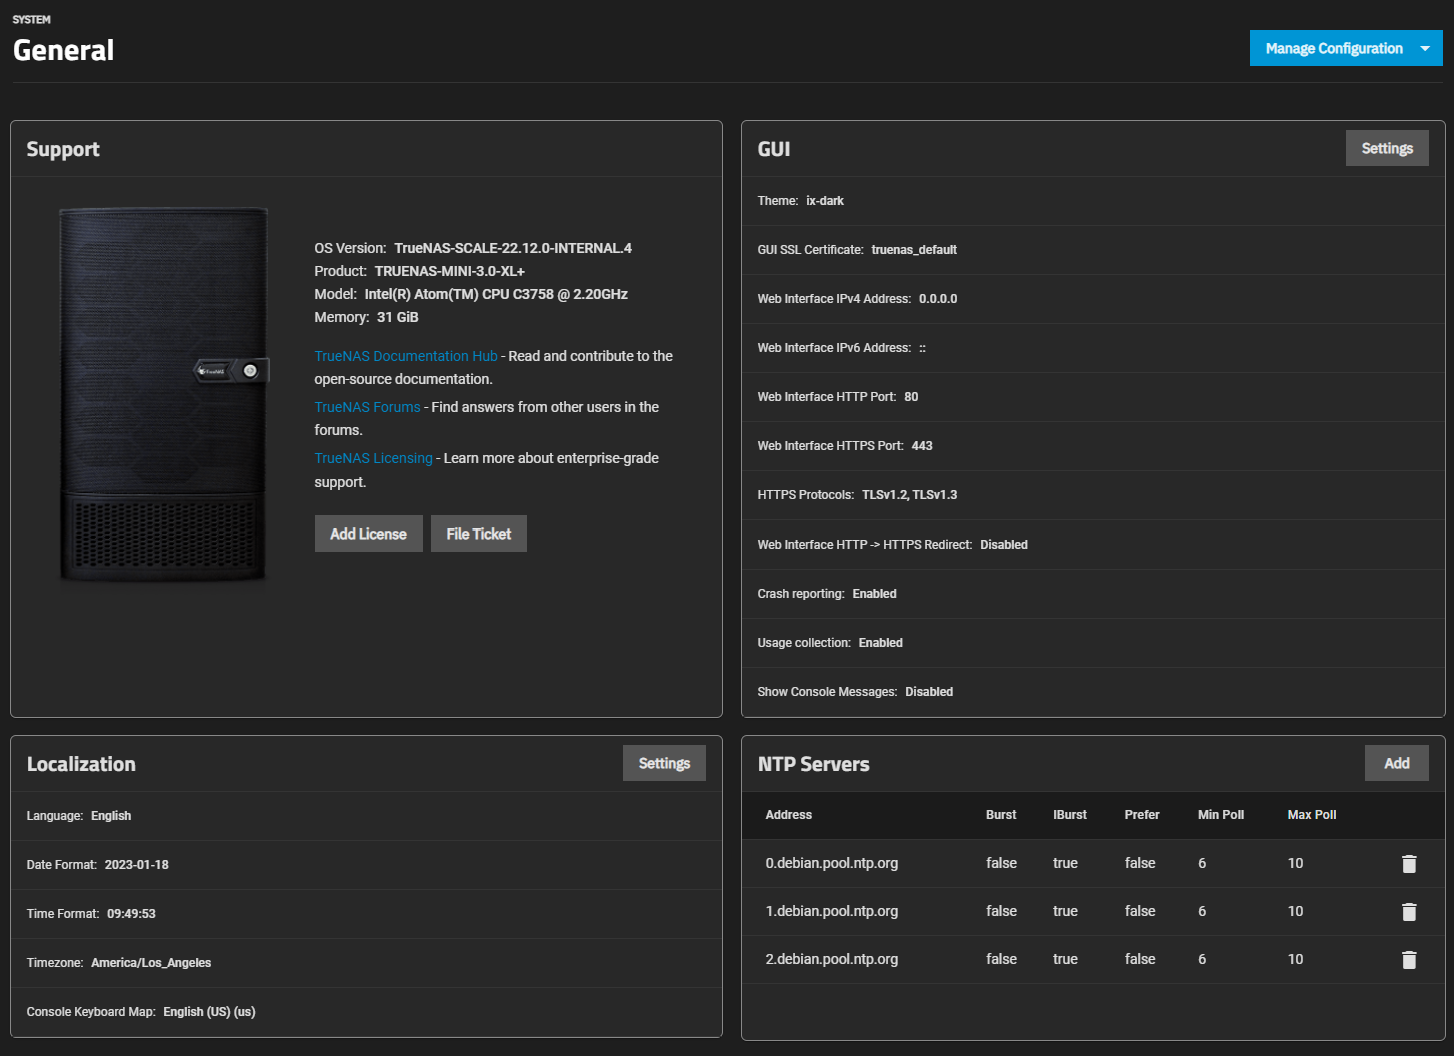 SYSTEM
General
Manage Configuration
Support
TrueNAS
OS Version: TrueNAS-SCALE-22.12.0-INTERNAL.4
Product: TRUENAS-MINI-3.0-XL+
Model: Intel(R) Atom(TM) CPU C3758 @ 2.20GHz
Memory: 31 GiB
TrueNAS Documentation Hub - Read and contribute to the
open-source documentation.
TrueNAS Forums - Find answers from other users in the
forums.
TrueNAS Licensing - Learn more about enterprise-grade
support.
Add License File Ticket
GUI Settings
Theme: ix-dark
GUI SSL Certificate: truenas_default
Web Interface IPv4 Address: 0.0.0.0
Web Interface IPv6 Address: ::
Web Interface HTTP Port: 80
Web Interface HTTPS Port: 443
HTTPS Protocols: TLSv1.2, TLSv1.3
Web Interface HTTP -> HTTPS Redirect: Disabled
Crash reporting: Enabled
Usage collection: Enabled
Show Console Messages: Disabled
Localization Settings
Language: English
Date Format: 2023-01-18
Time Format: 09:49:53
Timezone: America/Los_Angeles
Console Keyboard Map: English (US) (us)
NTP Servers Add
Address Burst IBurst Prefer Min Poll Max Poll
0.debian.pool.ntp.org false true false 6 10
1.debian.pool.ntp.org false true false 6 10
2.debian.pool.ntp.org false true false 6 10